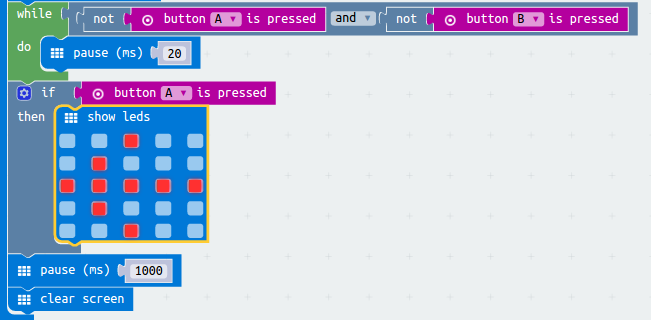 while not button A is pressed and not button B is pressed
do pause (ms) 20
if button A is pressed
then show leds
pause (ms) 1000
clear screen